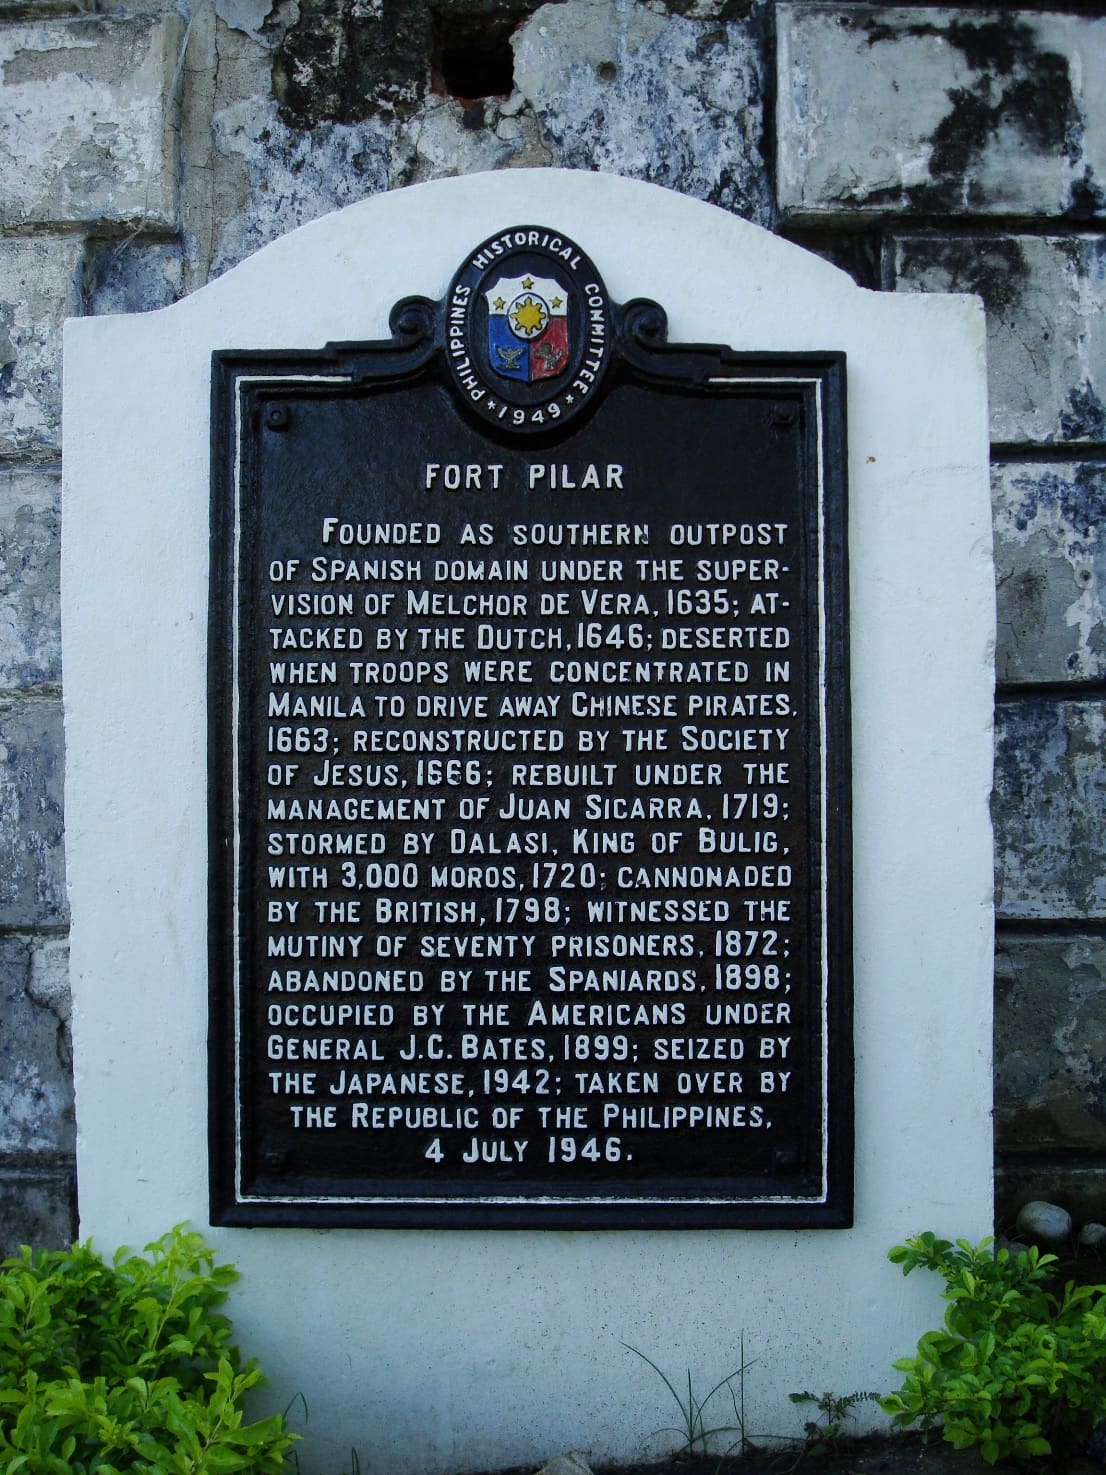 PHILIPPINES HISTORICAL COMMITTEE
* 1949 *
FORT PILAR
FOUNDED AS SOUTHERN OUTPOST
OF SPANISH DOMAIN UNDER THE SUPER-
VISION OF MELCHOR DE VERA, 1635; AT-
TACKED BY THE DUTCH, 1646; DESERTED
WHEN TROOPS WERE CONCENTRATED IN
MANILA TO DRIVE AWAY CHINESE PIRATES,
1663; RECONSTRUCTED BY THE SOCIETY
OF JESUS, 1666; REBUILT UNDER THE
MANAGEMENT OF JUAN SICARRA, 1719;
STORMED BY DALASI, KING OF BULIG,
WITH 3,000 MOROS, 1720; CANNONADED
BY THE BRITISH, 1798; WITNESSED THE
MUTINY OF SEVENTY PRISONERS, 1872;
ABANDONED BY THE SPANIARDS, 1898;
OCCUPIED BY THE AMERICANS UNDER
GENERAL J.C. BATES, 1899; SEIZED BY
THE JAPANESE, 1942; TAKEN OVER BY
THE REPUBLIC OF THE PHILIPPINES,
4 JULY 1946.